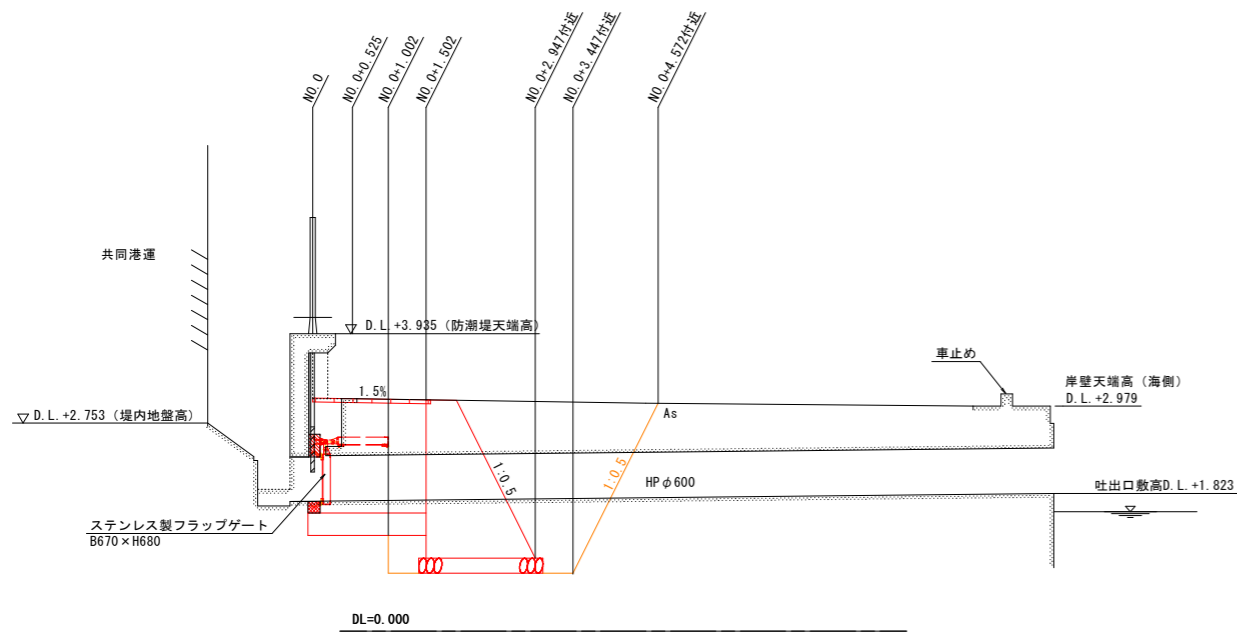 NO.0
NO.0+0.525
NO.0+1.002
NO.0+1.502
NO.0+2.947付近
NO.0+3.447付近
NO.0+4.572付近
共同港運
D.L.+3.935（防潮堤天端高）
車止め
岸壁天端高（海側）
D.L.+2.979
1.5%
D.L.+2.753（堤内地盤高）
As
1:0.5
1:0.5
HPφ600
吐出口敷高D.L.+1.823
ステンレス製フラップゲート
B670×H680
DL=0.000